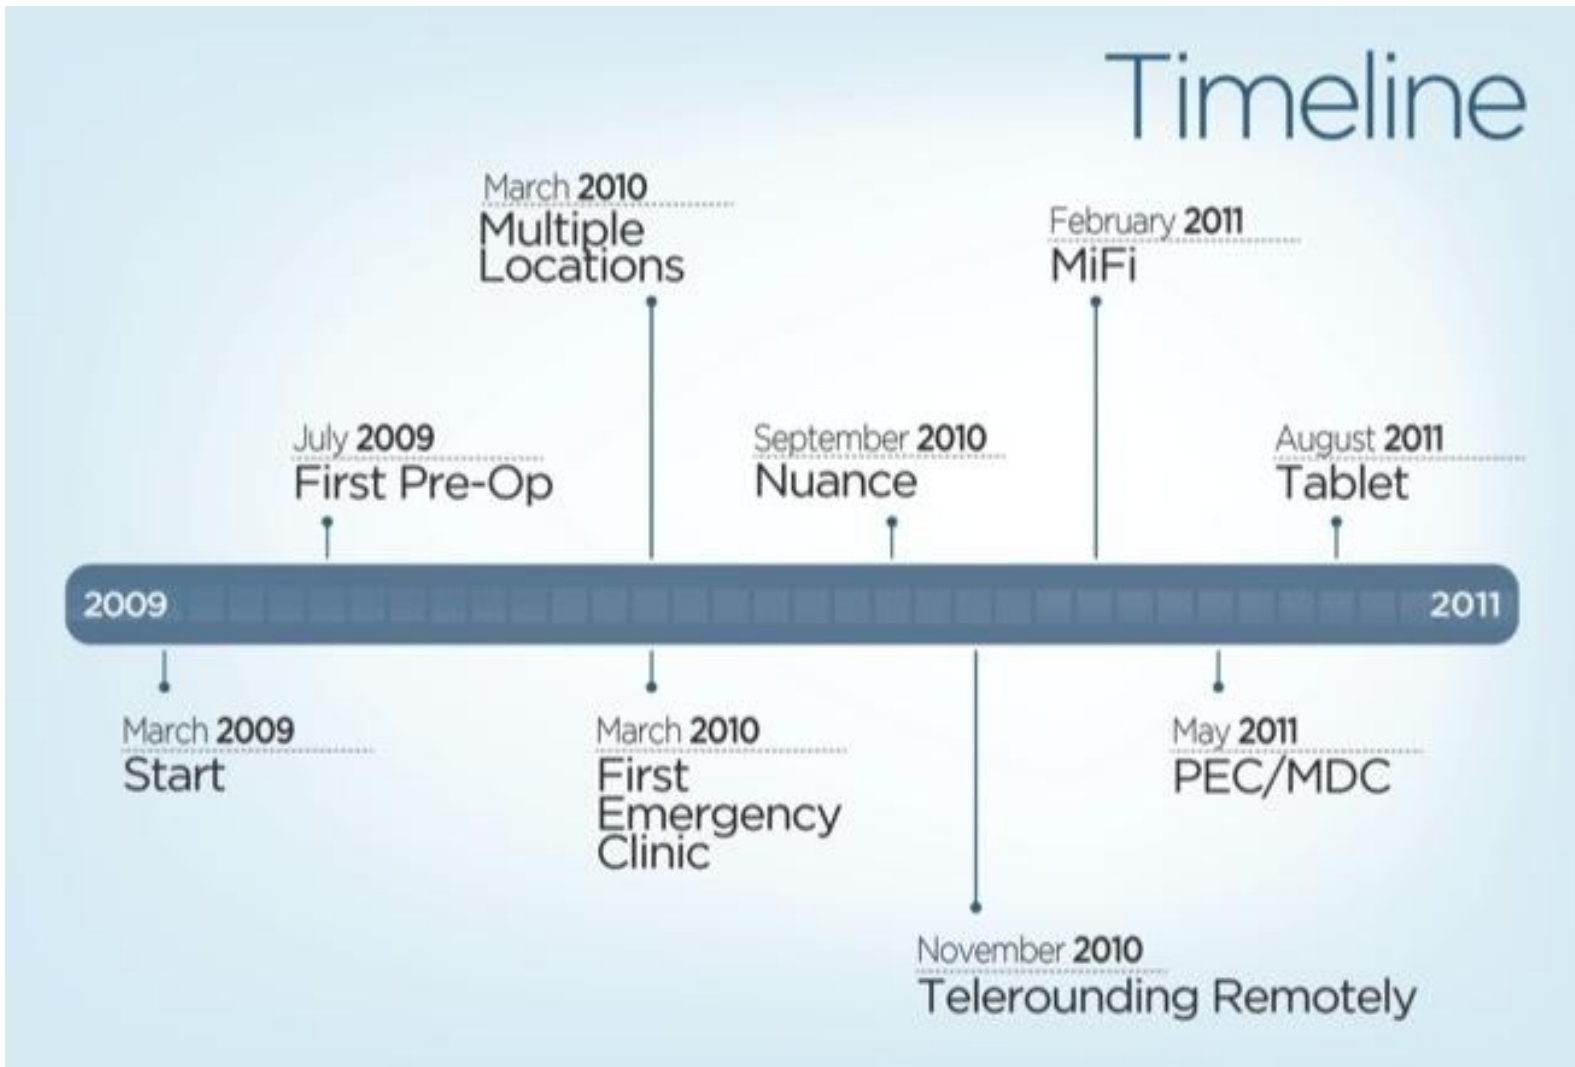 Timeline
March 2010
Multiple
Locations
February 2011
MiFi
July 2009
First Pre-Op
September 2010
Nuance
August 2011
Tablet
2009
2011
March 2009
Start
March 2010
First
Emergency
Clinic
May 2011
PEC/MDC
November 2010
Telerounding Remotely